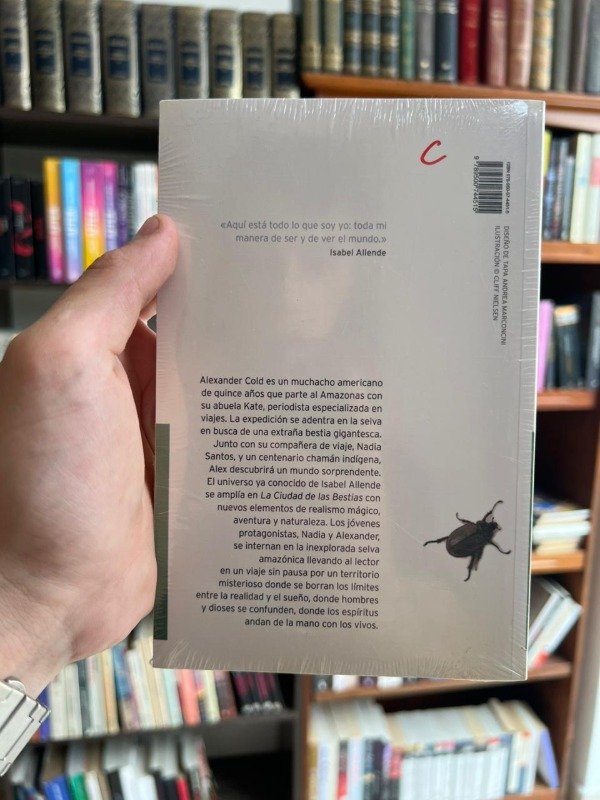 C
«Aquí está todo lo que soy yo: toda mi
manera de ser y de ver el mundo.»
Isabel Allende
DISEÑO DE TAPA: ANDREA MARCONCINI
ILUSTRACIÓN © CLIFF NIELSEN
Alexander Cold es un muchacho americano
de quince años que parte al Amazonas con
su abuela Kate, periodista especializada en
viajes. La expedición se adentra en la selva
en busca de una extraña bestia gigantesca.
Junto con su compañera de viaje, Nadia
Santos, y un centenario chamán indígena,
Alex descubrirá un mundo sorprendente.
El universo ya conocido de Isabel Allende
se amplía en La Ciudad de las Bestias con
nuevos elementos de realismo mágico,
aventura y naturaleza. Los jóvenes
protagonistas, Nadia y Alexander,
se internan en la inexplorada selva
amazónica llevando al lector
en un viaje sin pausa por un territorio
misterioso donde se borran los límites
entre la realidad y el sueño, donde hombres
y dioses se confunden, donde los espíritus
andan de la mano con los vivos.